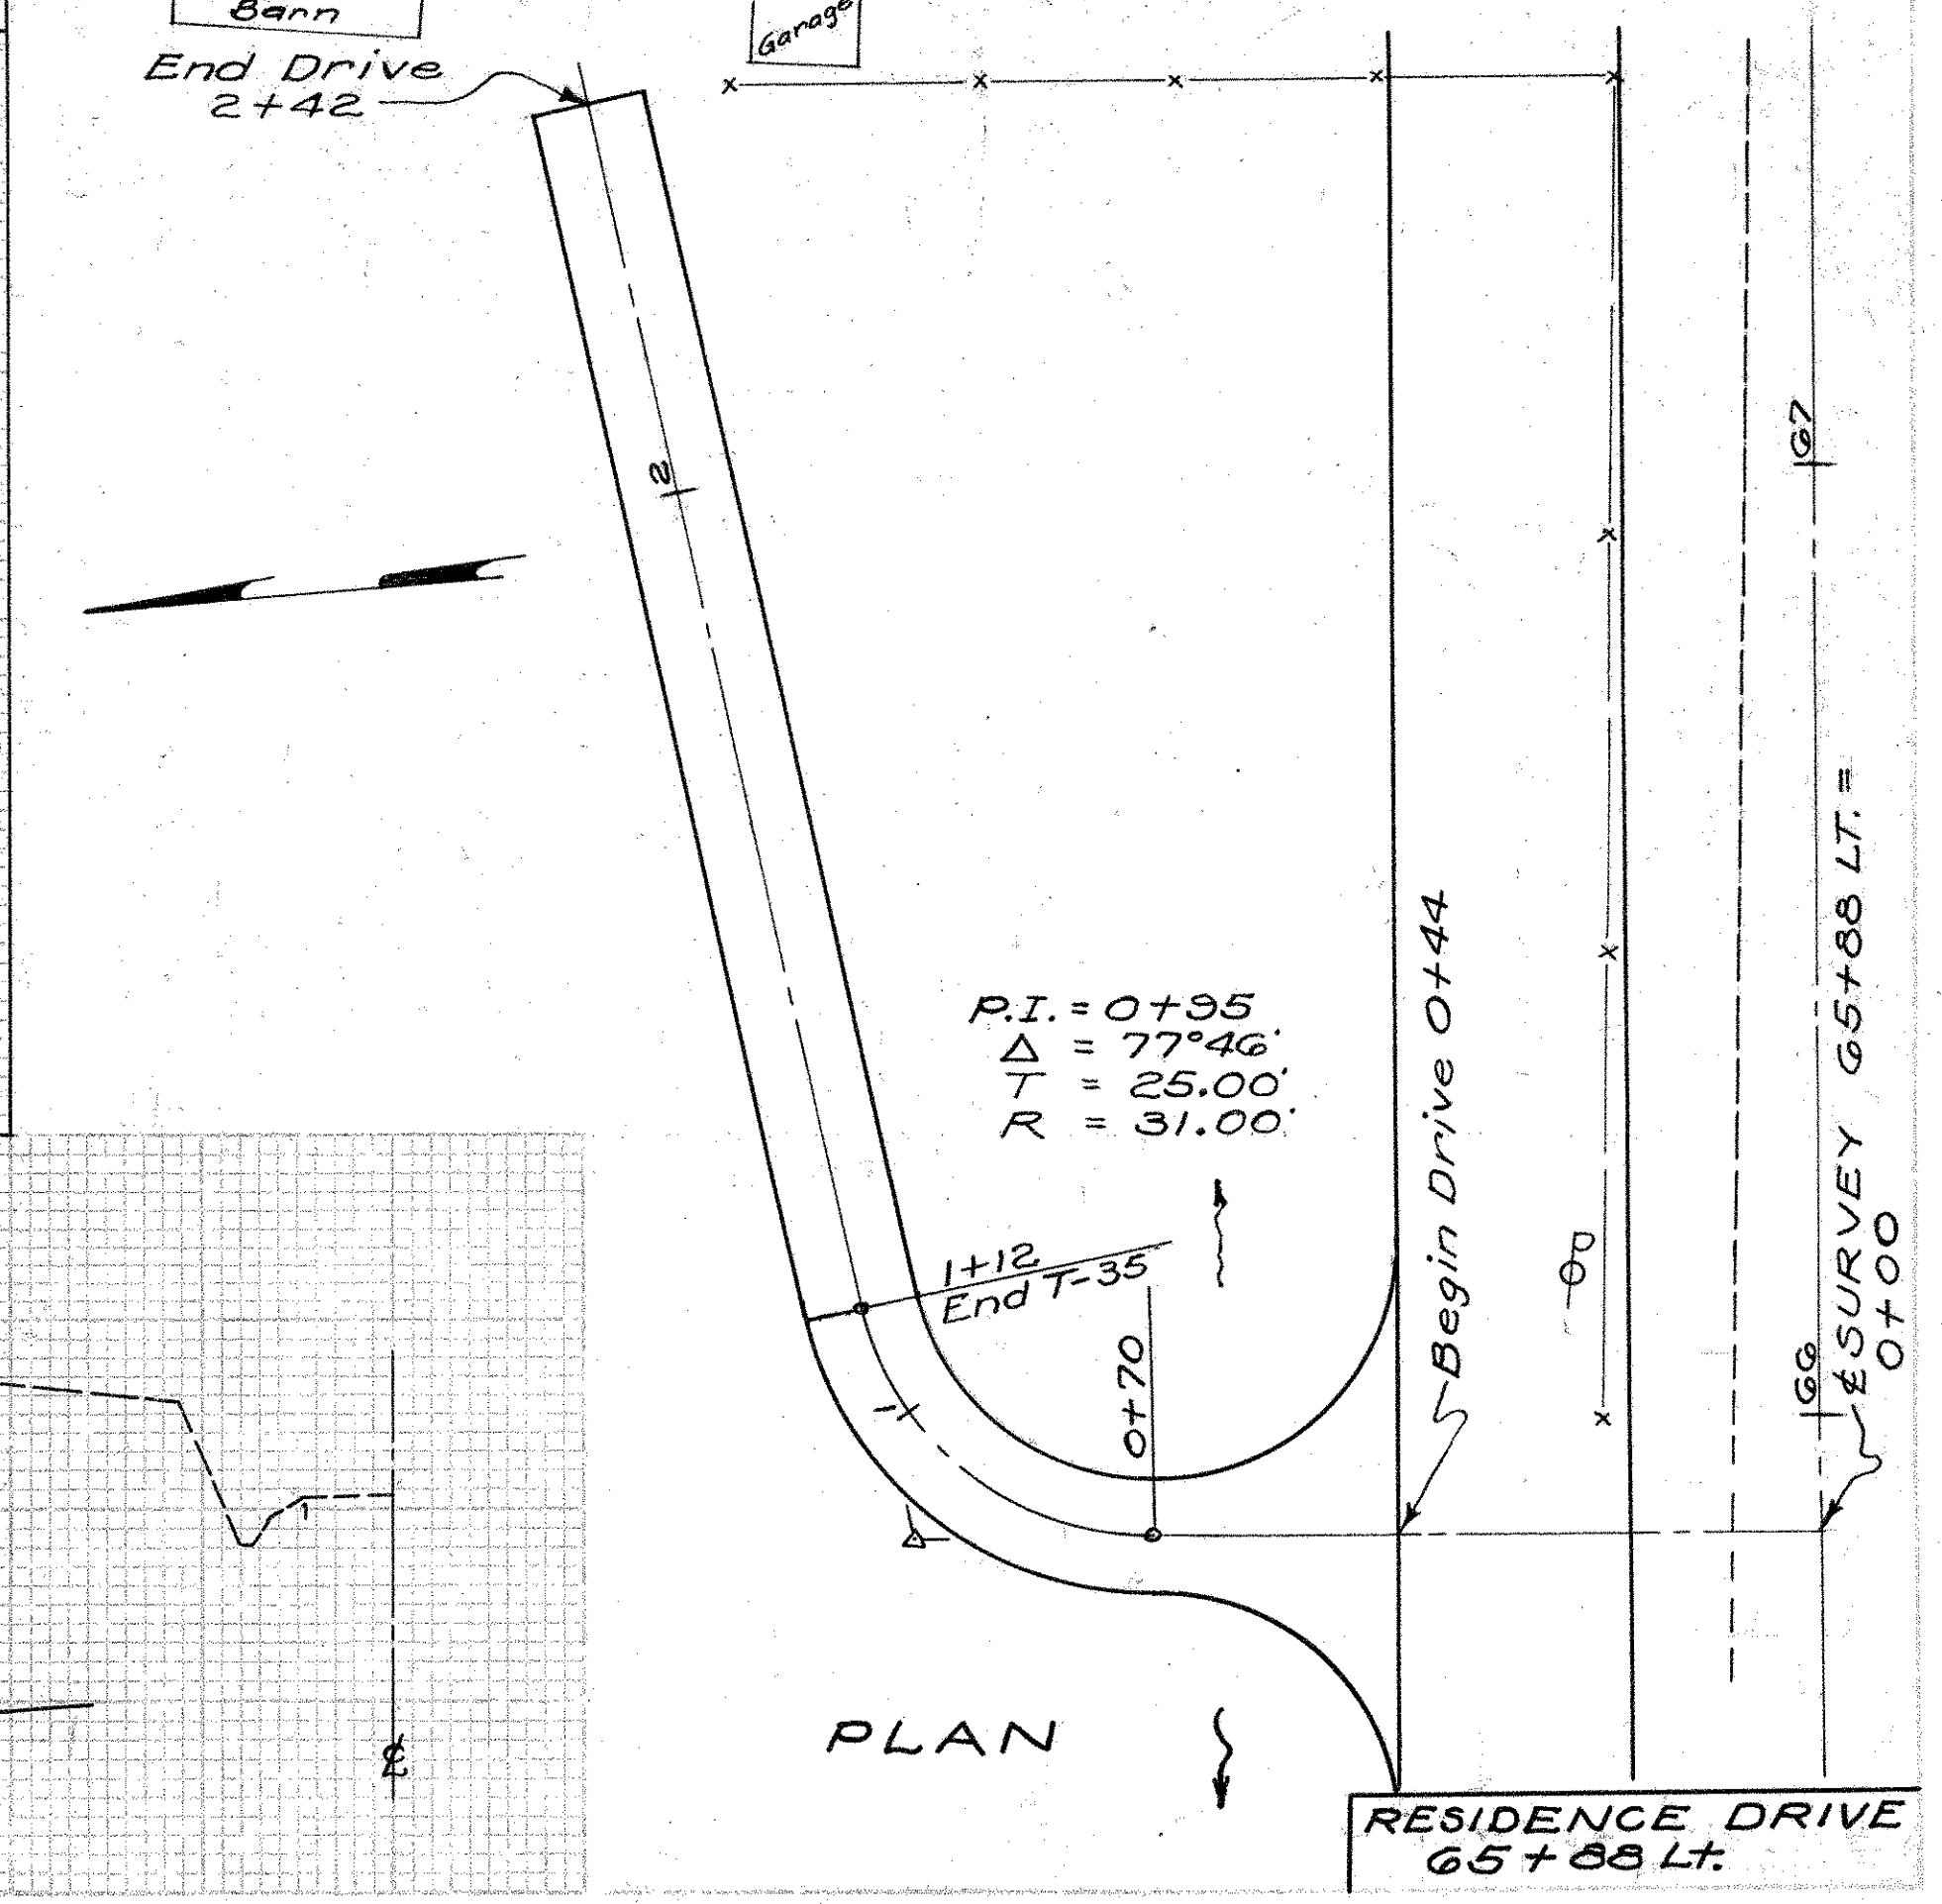 Barn
Garage
End Drive
2+42
2
67
P.I. = 0+95
Δ = 77°46'
T = 25.00'
R = 31.00'
Begin Drive 0+44
℄ SURVEY 65+88 LT. =
0+00
66
1+12
End T-35
0+70
1
P
℄
PLAN
RESIDENCE DRIVE
65+88 Lt.